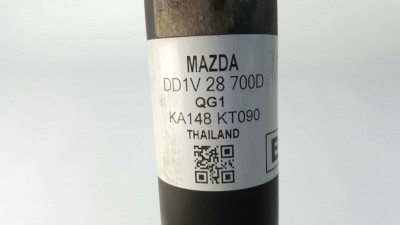 MAZDA
DD1V 28 700D
QG1
KA148 KT090
THAILAND
E